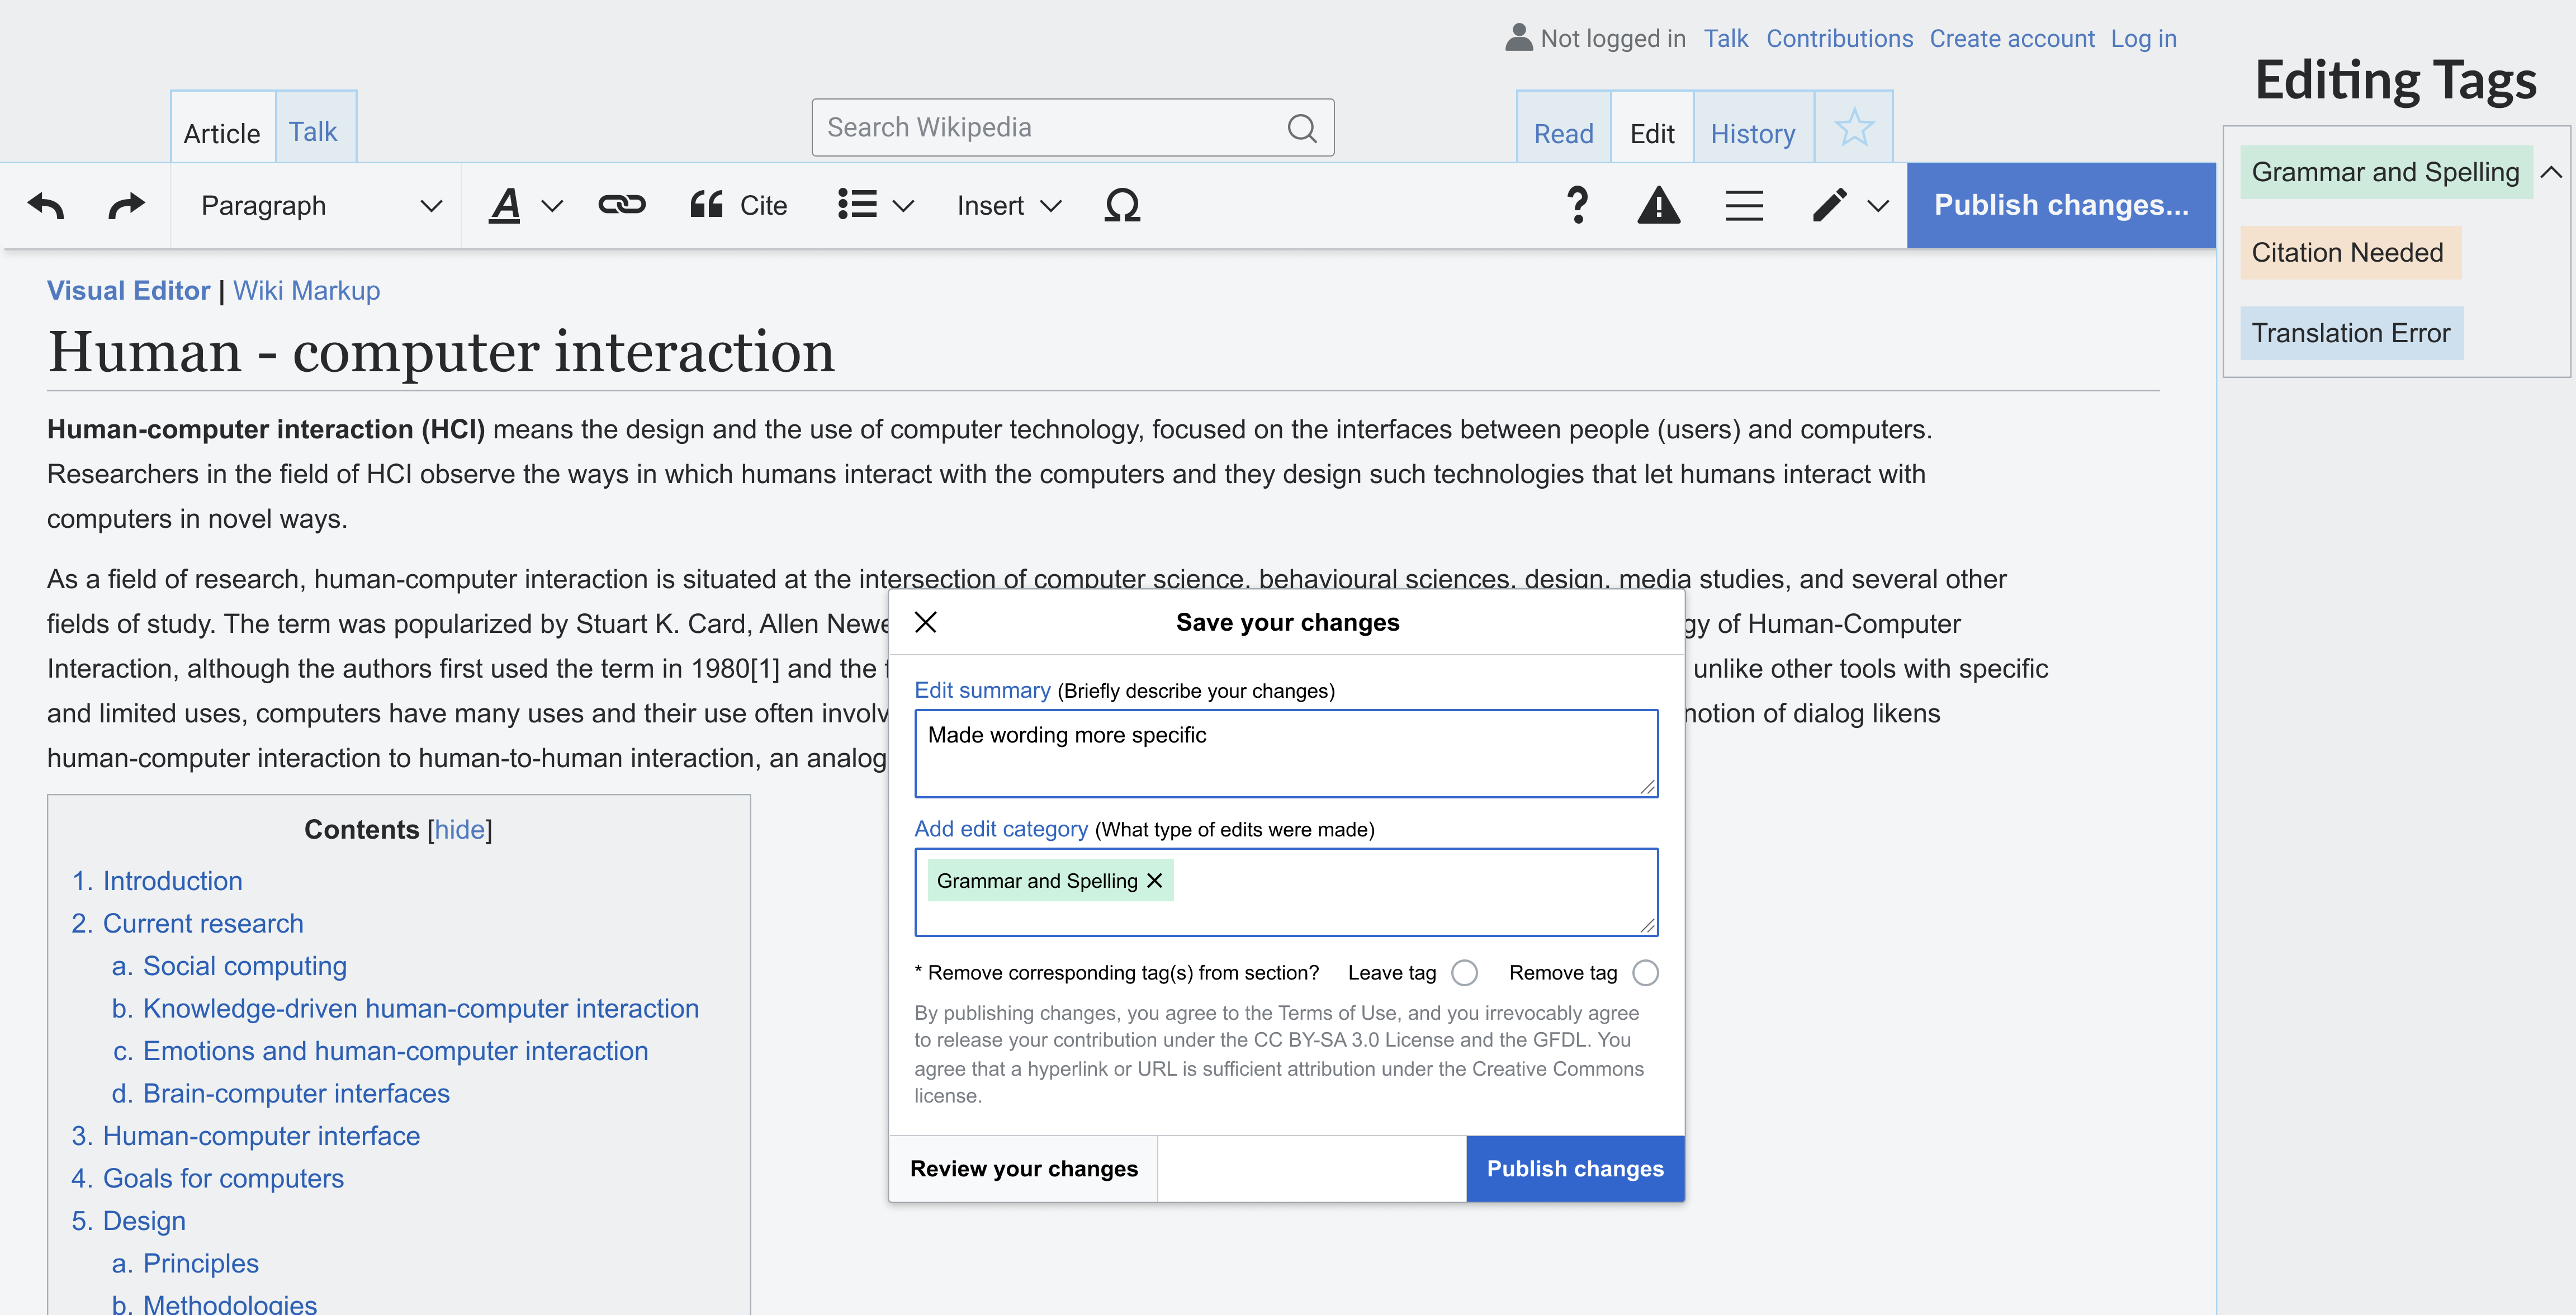 Not logged in Talk Contributions Create account Log in
Editing Tags
Article Talk
Search Wikipedia
Read Edit History
Grammar and Spelling
Citation Needed
Translation Error
Paragraph A Cite Insert Ω ? Publish changes...
Visual Editor | Wiki Markup
Human - computer interaction
Human-computer interaction (HCI) means the design and the use of computer technology, focused on the interfaces between people (users) and computers.
Researchers in the field of HCI observe the ways in which humans interact with the computers and they design such technologies that let humans interact with
computers in novel ways.
As a field of research, human-computer interaction is situated at the intersection of computer science, behavioural sciences, design, media studies, and several other
fields of study. The term was popularized by Stuart K. Card, Allen of Human-Computer
Interaction, although the authors first used the term in 1980[1] and the unlike other tools with specific
and limited uses, computers have many uses and their use often notion of dialog likens
human-computer interaction to human-to-human interaction, an
Save your changes
Edit summary (Briefly describe your changes)
Made wording more specific
Add edit category (What type of edits were made)
Grammar and Spelling
* Remove corresponding tag(s) from section? Leave tag Remove tag
By publishing changes, you agree to the Terms of Use, and you irrevocably agree
to release your contribution under the CC BY-SA 3.0 License and the GFDL. You
agree that a hyperlink or URL is sufficient attribution under the Creative Commons
license.
Review your changes Publish changes
Contents [hide]
1. Introduction
2. Current research
a. Social computing
b. Knowledge-driven human-computer interaction
c. Emotions and human-computer interaction
d. Brain-computer interfaces
3. Human-computer interface
4. Goals for computers
5. Design
a. Principles
b. Methodologies